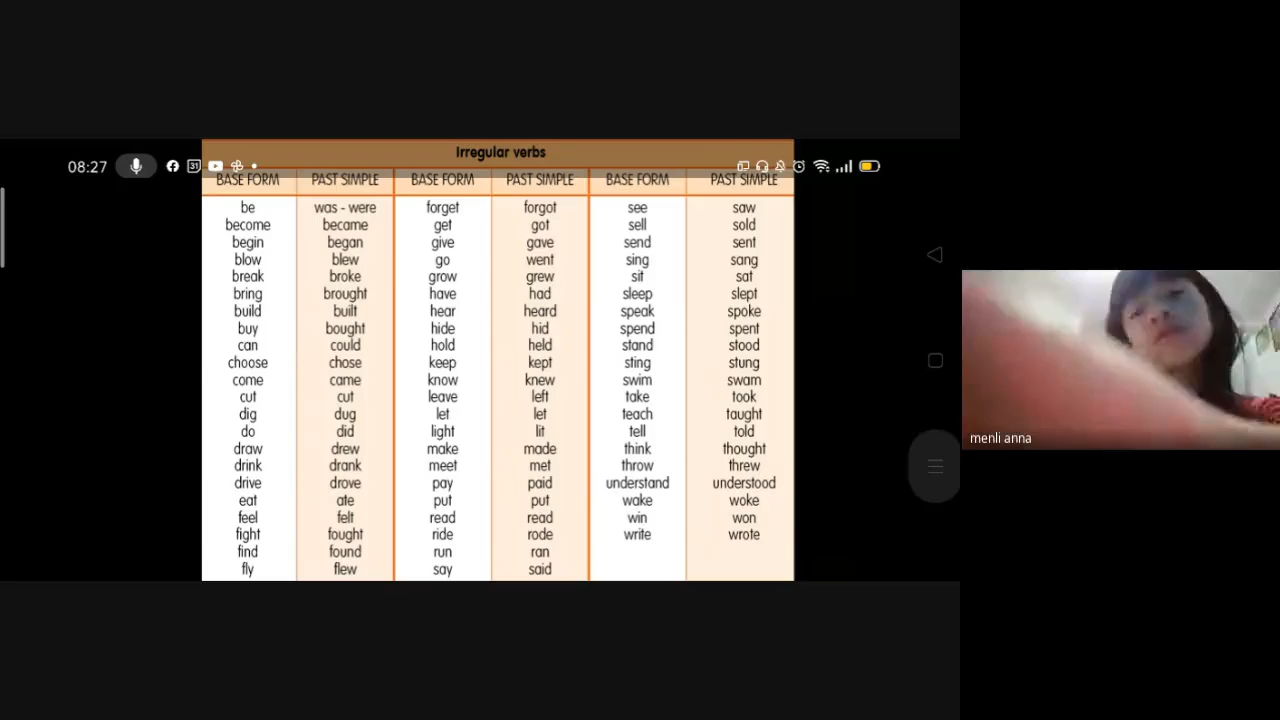 Irregular verbs
08:27
31
BASE FORM PAST SIMPLE BASE FORM PAST SIMPLE BASE FORM PAST SIMPLE
be was - were forget forgot see saw
become became get got sell sold
begin began give gave send sent
blow blew go went sing sang
break broke grow grew sit sat
bring brought have had sleep slept
build built hear heard speak spoke
buy bought hide hid spend spent
can could hold held stand stood
choose chose keep kept sting stung
come came know knew swim swam
cut cut leave left take took
dig dug let let teach taught
do did light lit tell told
draw drew make made think thought
drink drank meet met throw threw
drive drove pay paid understand understood
eat ate put put wake woke
feel felt read read win won
fight fought ride rode write wrote
find found run ran
fly flew say said
menli anna